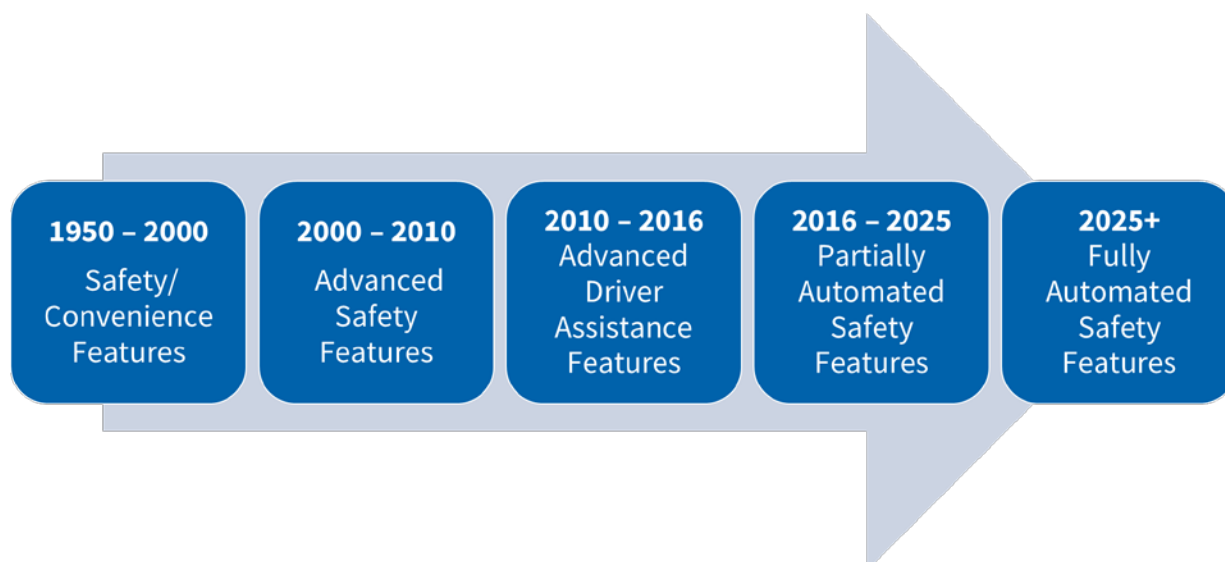 1950 – 2000
Safety/
Convenience
Features
2000 – 2010
Advanced
Safety
Features
2010 – 2016
Advanced
Driver
Assistance
Features
2016 – 2025
Partially
Automated
Safety
Features
2025+
Fully
Automated
Safety
Features